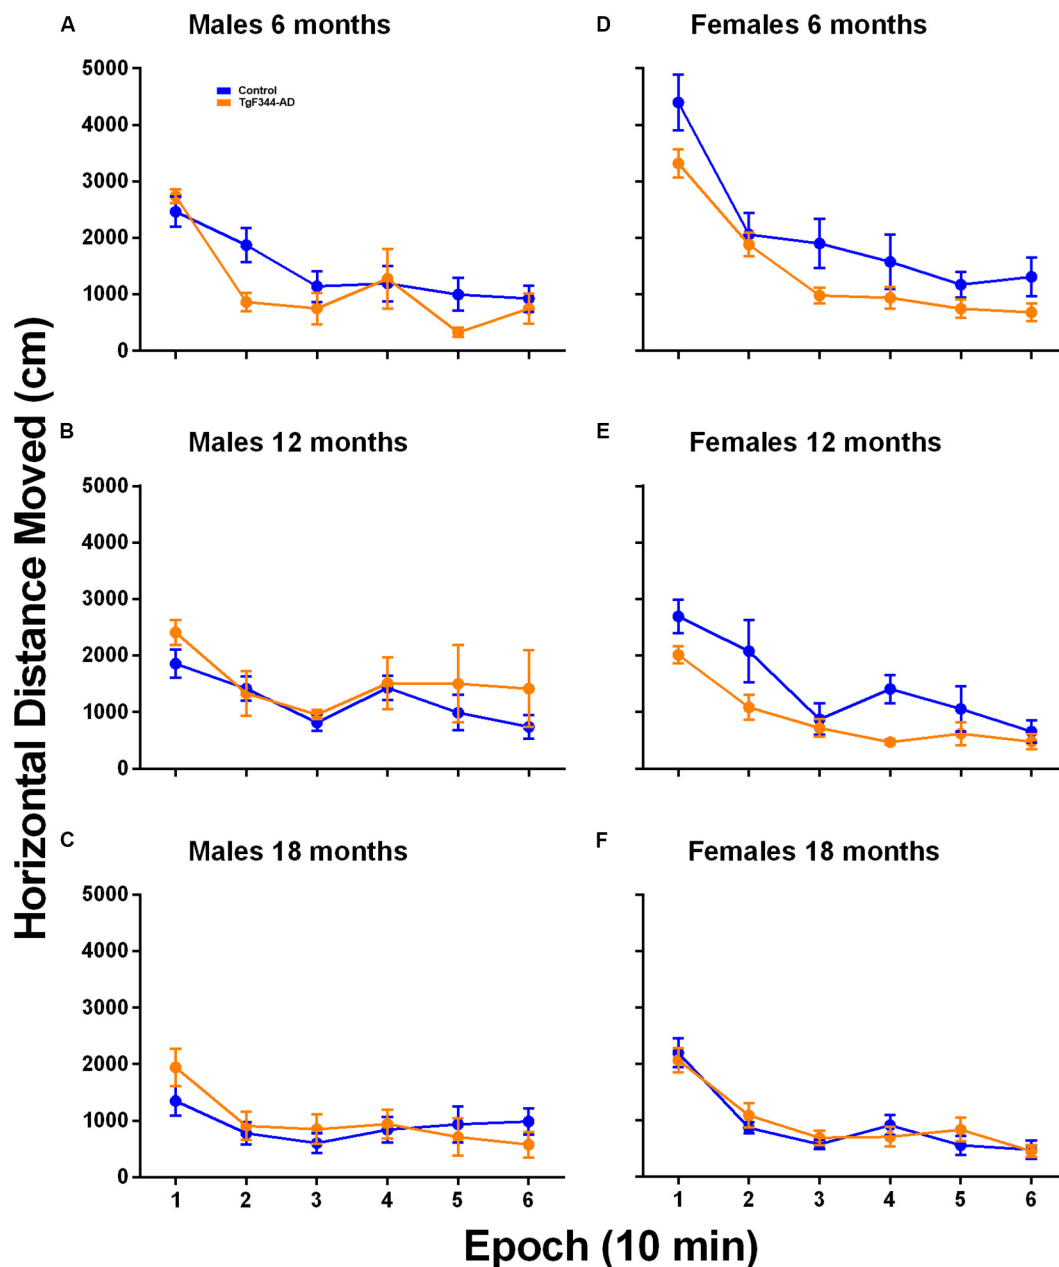 A
Males 6 months
D
Females 6 months
Control
TgF344-AD
5000
4000
3000
2000
1000
0
B
Males 12 months
E
Females 12 months
5000
4000
3000
2000
1000
0
C
Males 18 months
F
Females 18 months
5000
4000
3000
2000
1000
0
1 2 3 4 5 6
1 2 3 4 5 6
Horizontal Distance Moved (cm)
Epoch (10 min)